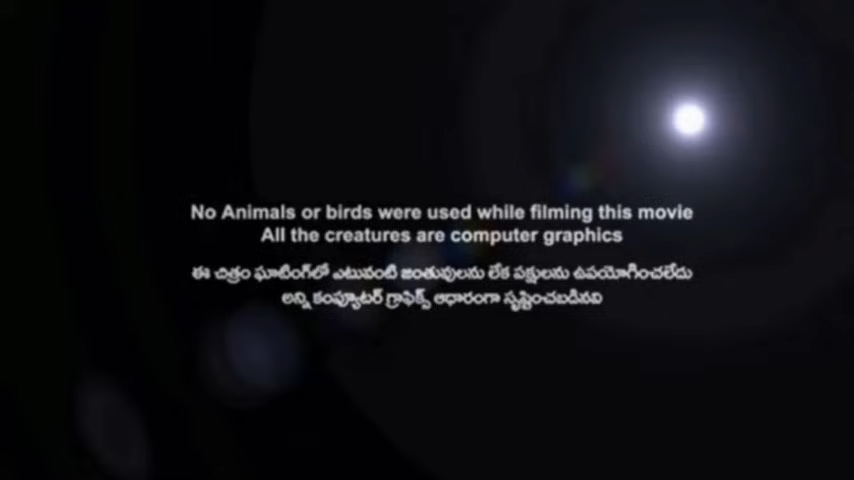 No Animals or birds were used while filming this movie
All the creatures are computer graphics
ఈ చిత్రం షూటింగ్‌లో ఎటువంటి జంతువులను లేక పక్షులను ఉపయోగించలేదు
అన్ని కంప్యూటర్ గ్రాఫిక్స్ ఆధారంగా సృష్టించబడినవి